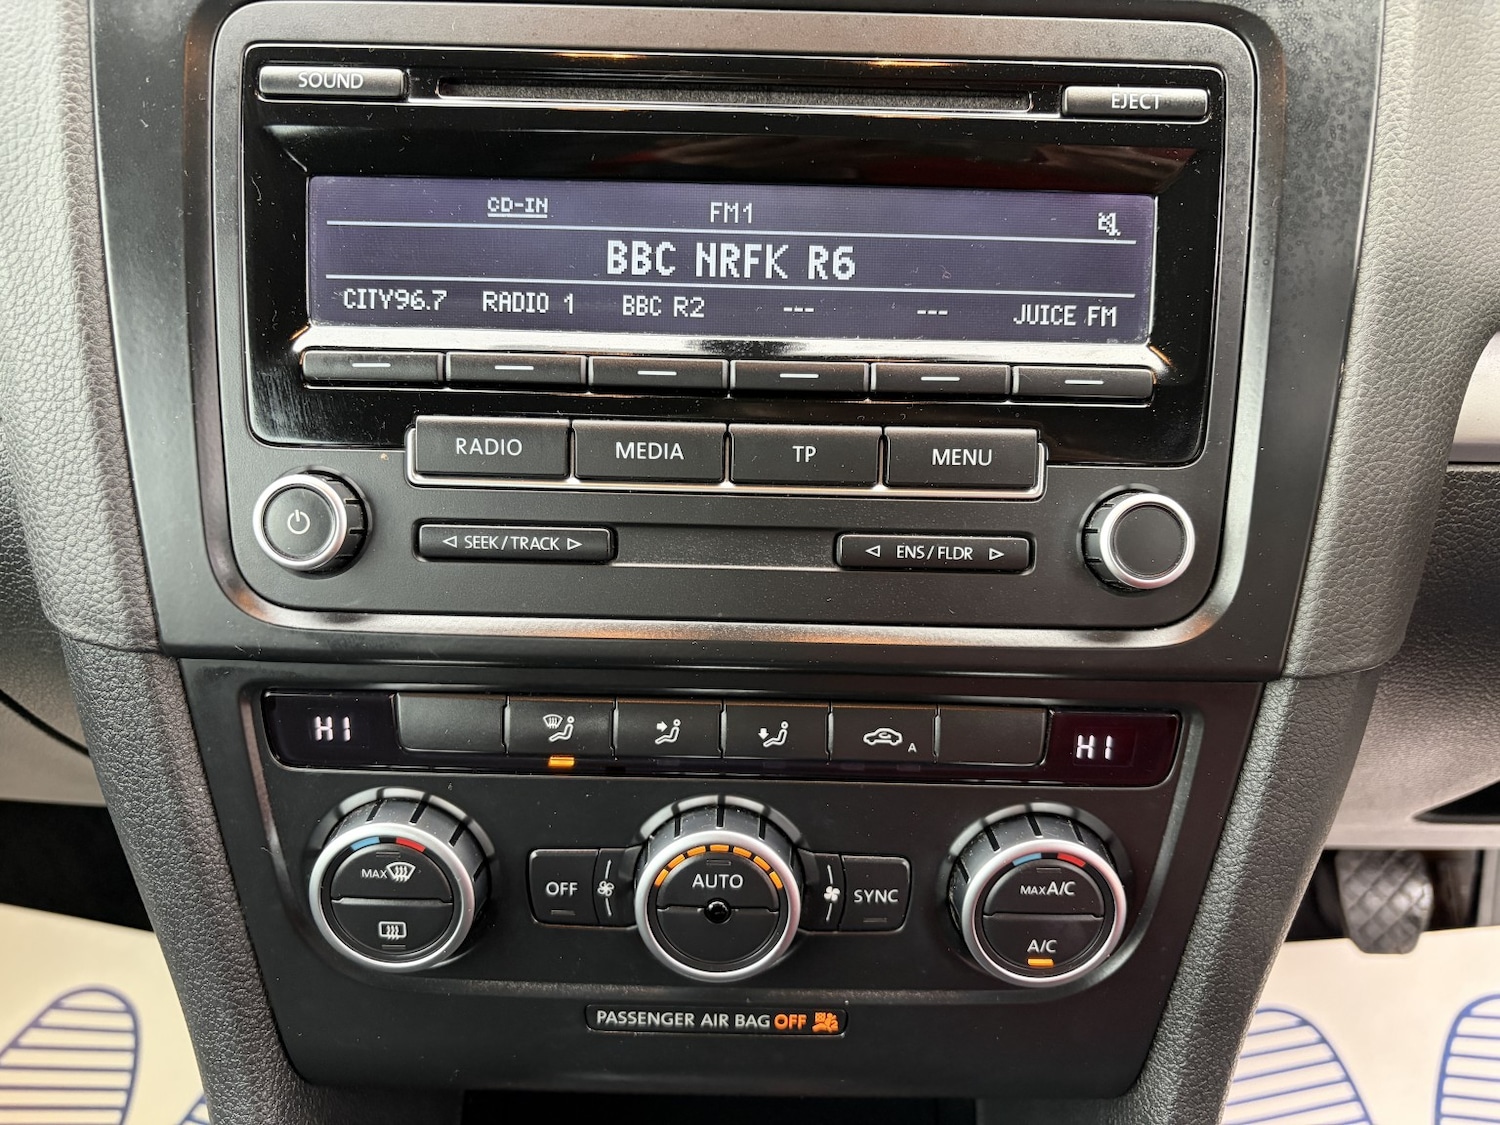 SOUND
EJECT
CD-IN FM1
BBC NRFK R6
CITY96.7 RADIO 1 BBC R2 --- --- JUICE FM
RADIO MEDIA TP MENU
SEEK / TRACK ENS / FLDR
HI A HI
MAX OFF AUTO SYNC MAX A/C
A/C
PASSENGER AIR BAG OFF